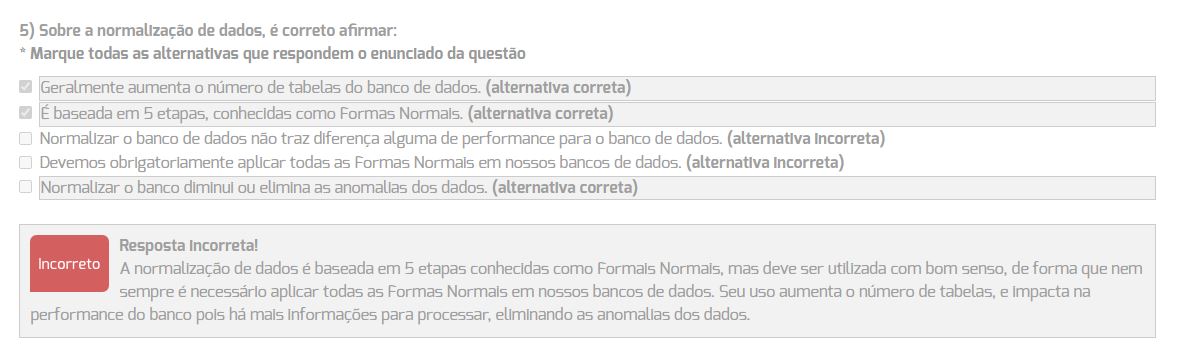 5) Sobre a normalização de dados, é correto afirmar:
* Marque todas as alternativas que respondem o enunciado da questão
Geralmente aumenta o número de tabelas do banco de dados. (alternativa correta)
É baseada em 5 etapas, conhecidas como Formas Normais. (alternativa correta)
Normalizar o banco de dados não traz diferença alguma de performance para o banco de dados. (alternativa incorreta)
Devemos obrigatoriamente aplicar todas as Formas Normais em nossos bancos de dados. (alternativa incorreta)
Normalizar o banco diminui ou elimina as anomalias dos dados. (alternativa correta)
Incorreto
Resposta Incorreta!
A normalização de dados é baseada em 5 etapas conhecidas como Formais Normais, mas deve ser utilizada com bom senso, de forma que nem
sempre é necessário aplicar todas as Formas Normais em nossos bancos de dados. Seu uso aumenta o número de tabelas, e impacta na
performance do banco pois há mais informações para processar, eliminando as anomalias dos dados.